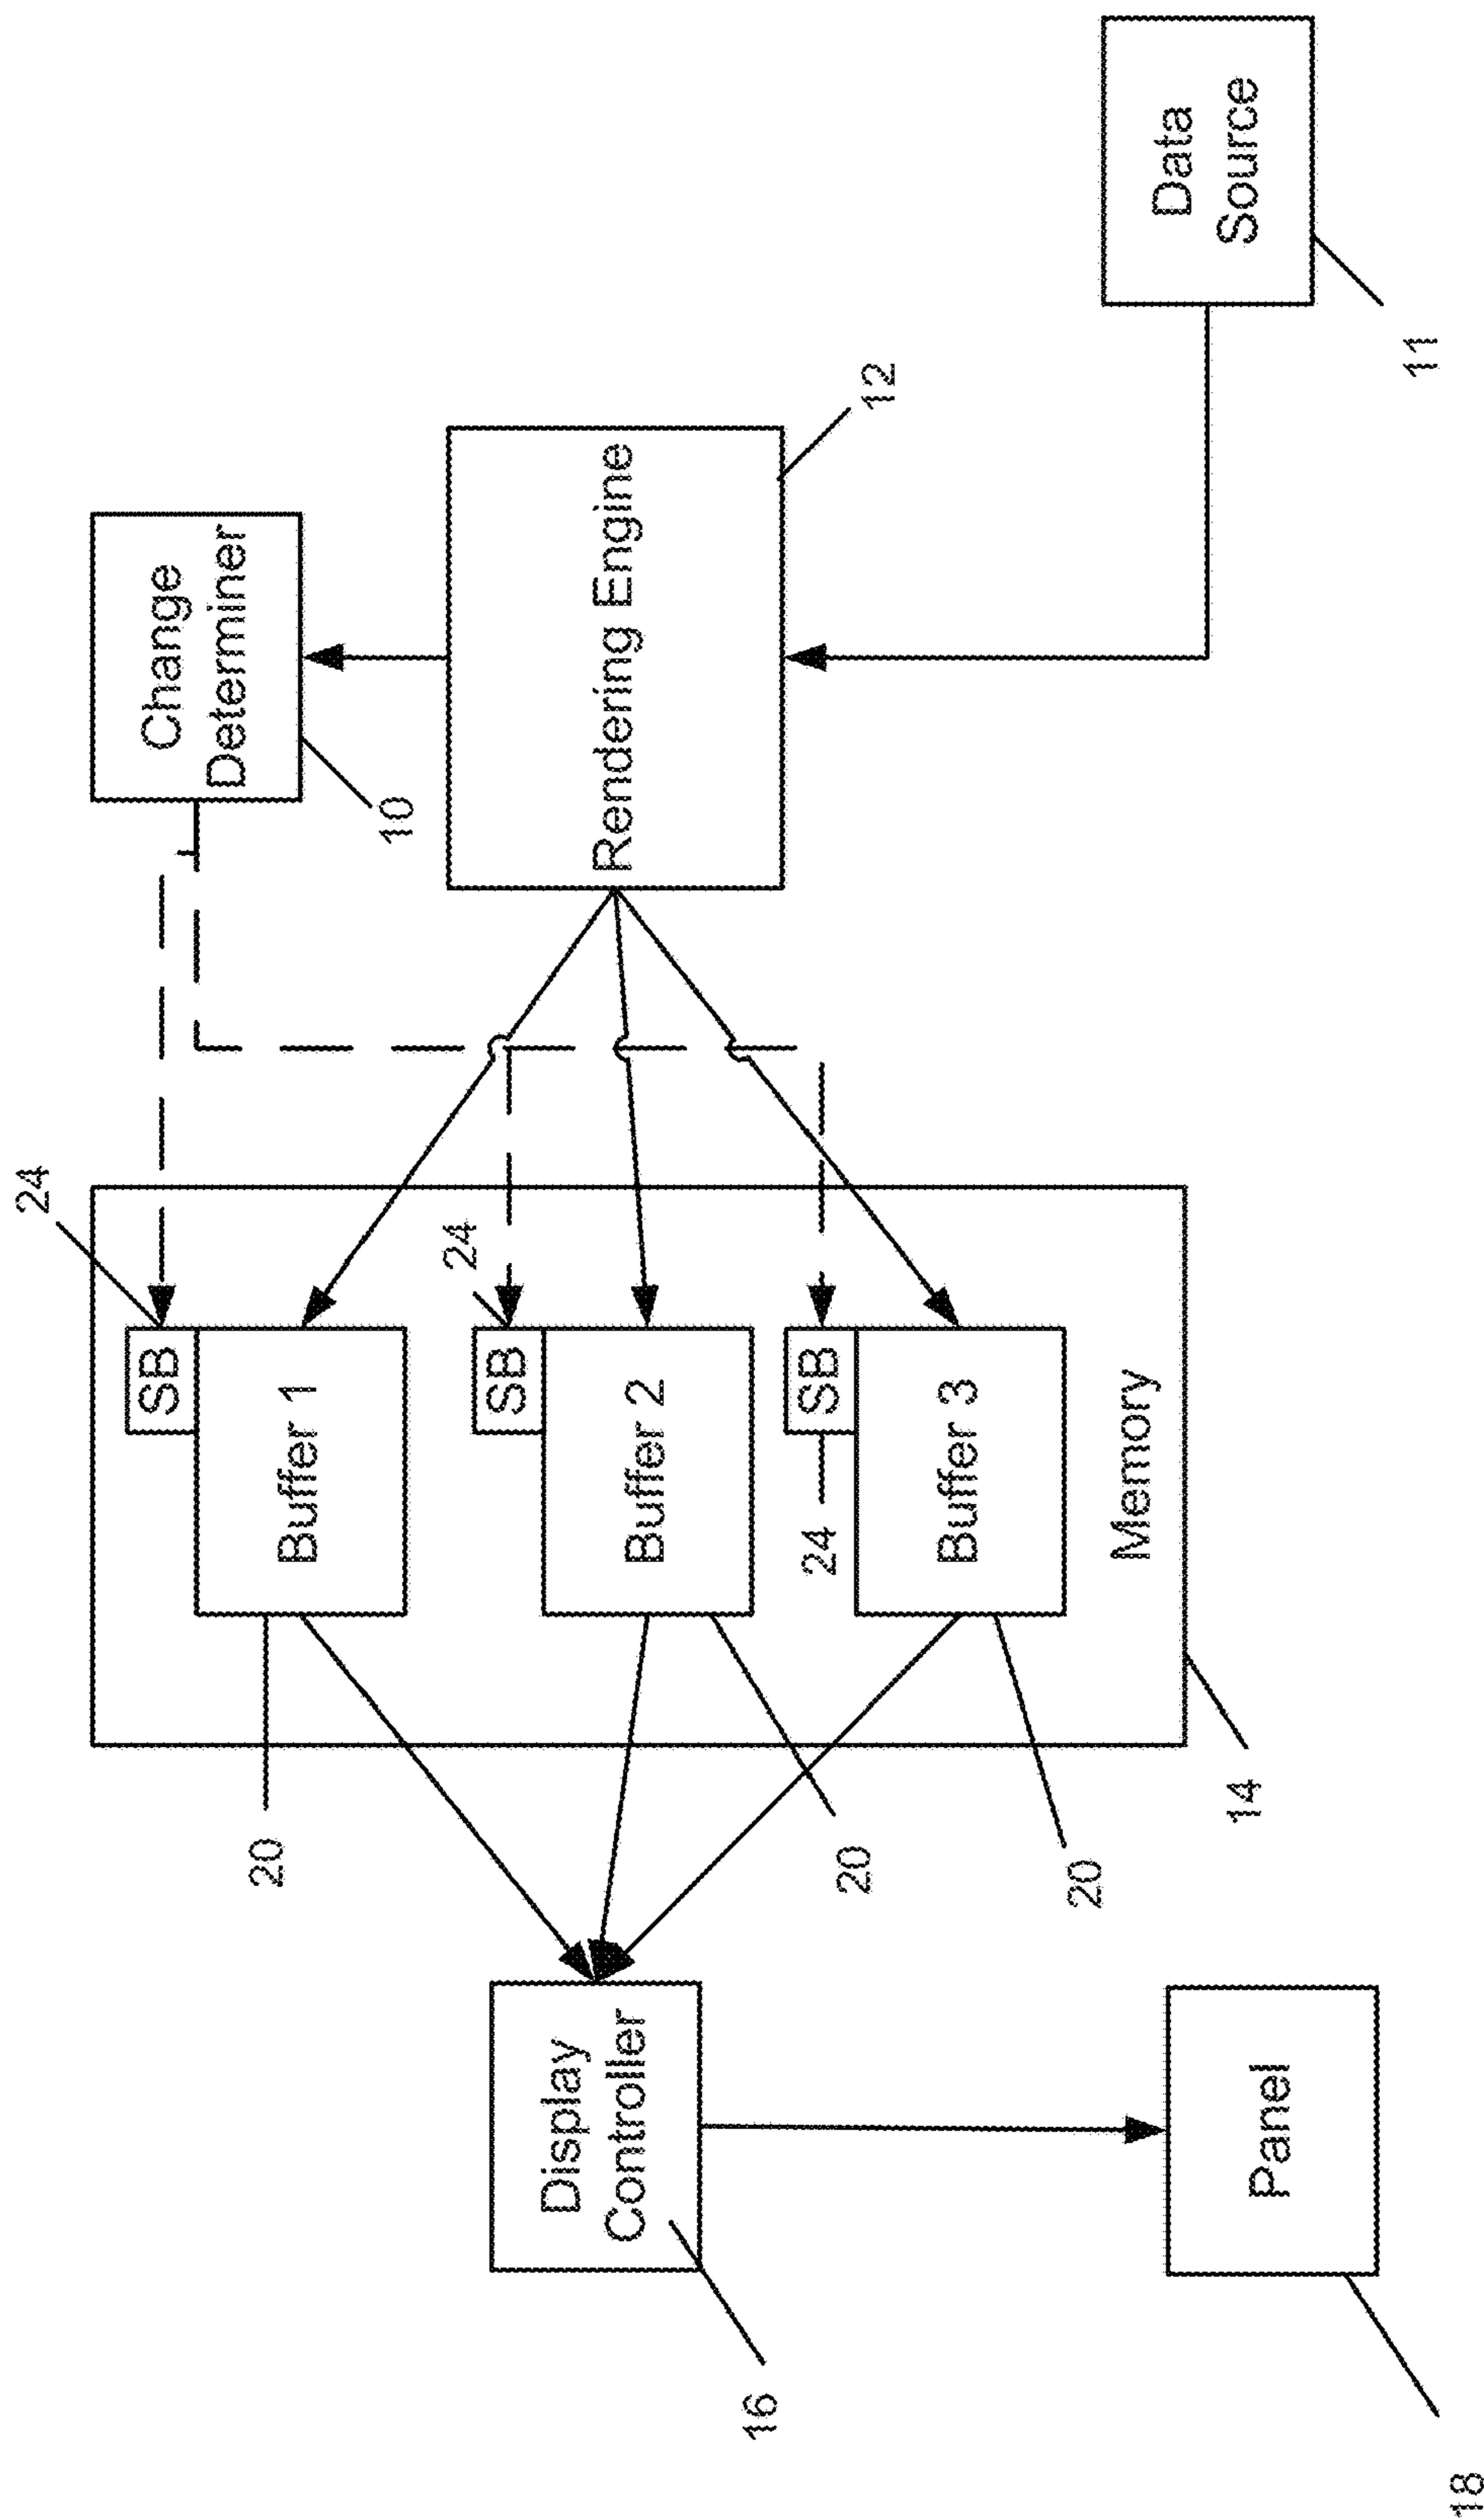 24
Change
Determiner
10
Rendering Engine
12
Data
Source
11
SB
Buffer 1
20
24
SB
Buffer 2
20
SB
24
Buffer 3
20
Memory
14
Display
Controller
16
Panel
18